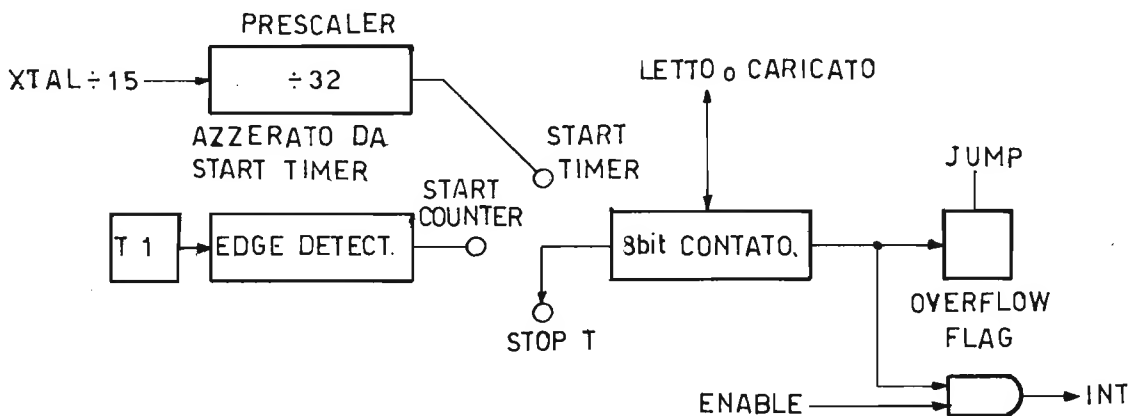 PRESCALER
XTAL÷15
÷32
AZZERATO DA
START TIMER
LETTO o CARICATO
START
TIMER
JUMP
START
COUNTER
T 1
EDGE DETECT.
8bit CONTATO.
OVERFLOW
FLAG
STOP T
ENABLE
INT